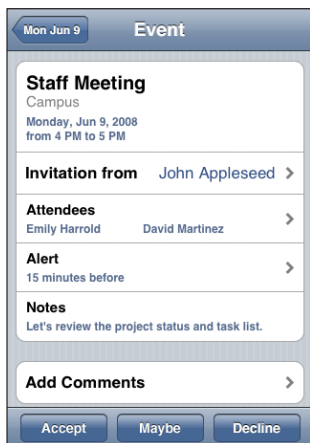 Mon Jun 9 Event
Staff Meeting
Campus
Monday, Jun 9, 2008
from 4 PM to 5 PM
Invitation from John Appleseed
Attendees
Emily Harrold David Martinez
Alert
15 minutes before
Notes
Let's review the project status and task list.
Add Comments
Accept Maybe Decline